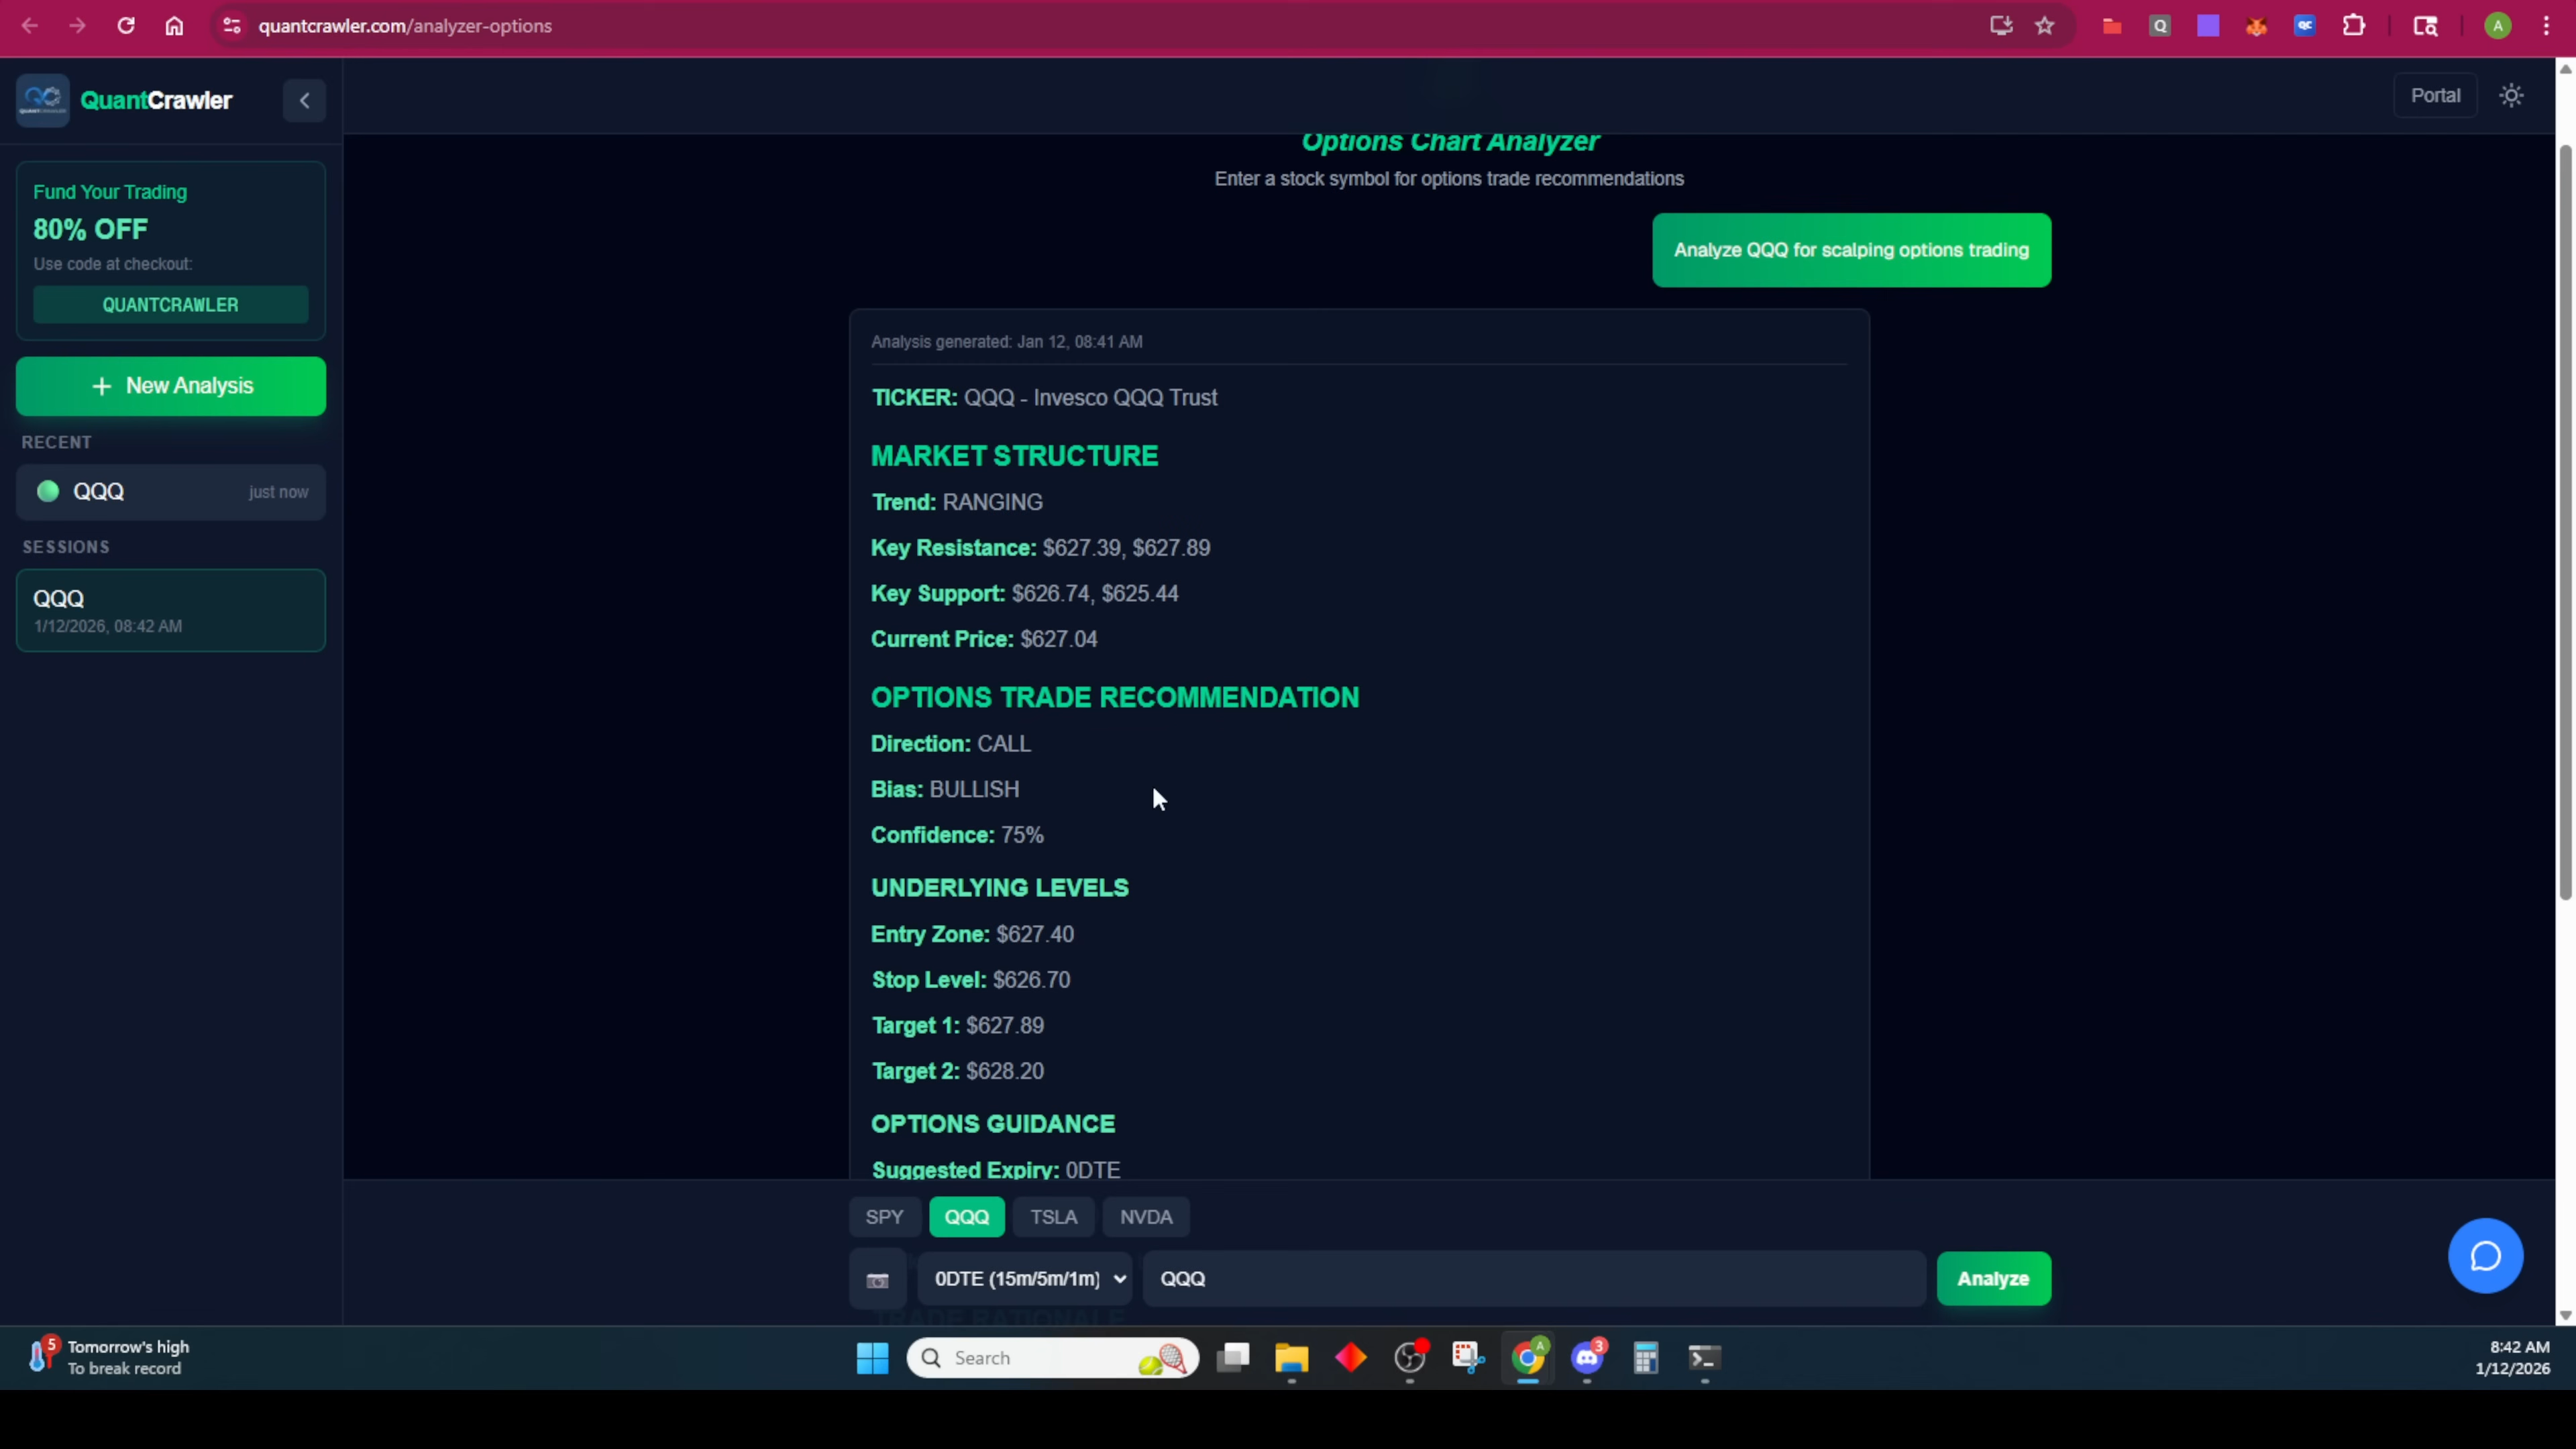 quantcrawler.com/analyzer-options
QuantCrawler
Portal
Fund Your Trading
80% OFF
Use code at checkout:
QUANTCRAWLER
+ New Analysis
RECENT
QQQ just now
SESSIONS
QQQ
1/12/2026, 08:42 AM
Options Chart Analyzer
Enter a stock symbol for options trade recommendations
Analyze QQQ for scalping options trading
Analysis generated: Jan 12, 08:41 AM
TICKER: QQQ - Invesco QQQ Trust
MARKET STRUCTURE
Trend: RANGING
Key Resistance: $627.39, $627.89
Key Support: $626.74, $625.44
Current Price: $627.04
OPTIONS TRADE RECOMMENDATION
Direction: CALL
Bias: BULLISH
Confidence: 75%
UNDERLYING LEVELS
Entry Zone: $627.40
Stop Level: $626.70
Target 1: $627.89
Target 2: $628.20
OPTIONS GUIDANCE
Suggested Expiry: 0DTE
SPY QQQ TSLA NVDA
0DTE (15m/5m/1m) QQQ Analyze
TRADE RATIONALE
5 Tomorrow's high
To break record
Search
3
8:42 AM
1/12/2026